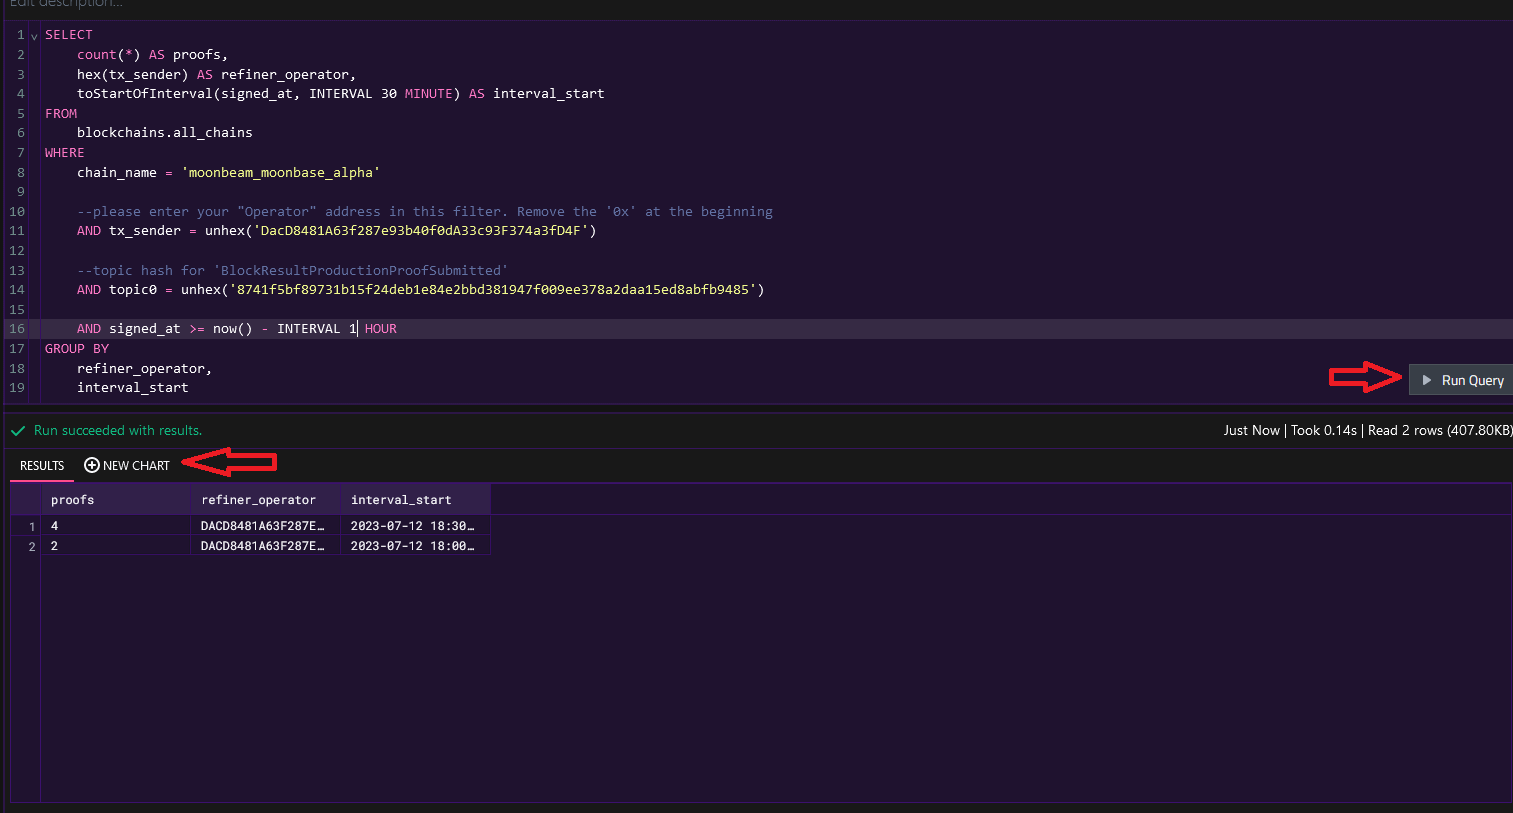 Edit description...
1 SELECT
2 count(*) AS proofs,
3 hex(tx_sender) AS refiner_operator,
4 toStartOfInterval(signed_at, INTERVAL 30 MINUTE) AS interval_start
5 FROM
6 blockchains.all_chains
7 WHERE
8 chain_name = 'moonbeam_moonbase_alpha'
9
10 --please enter your "Operator" address in this filter. Remove the '0x' at the beginning
11 AND tx_sender = unhex('DacD8481A63f287e93b40f0dA33c93F374a3fD4F')
12
13 --topic hash for 'BlockResultProductionProofSubmitted'
14 AND topic0 = unhex('8741f5bf89731b15f24deb1e84e2bbd381947f009ee378a2daa15ed8abfb9485')
15
16 AND signed_at >= now() - INTERVAL 1 HOUR
17 GROUP BY
18 refiner_operator,
19 interval_start
Run Query
Run succeeded with results.
Just Now | Took 0.14s | Read 2 rows (407.80KB)
RESULTS NEW CHART
proofs refiner_operator interval_start
1 4 DACD8481A63F287E… 2023-07-12 18:30…
2 2 DACD8481A63F287E… 2023-07-12 18:00…